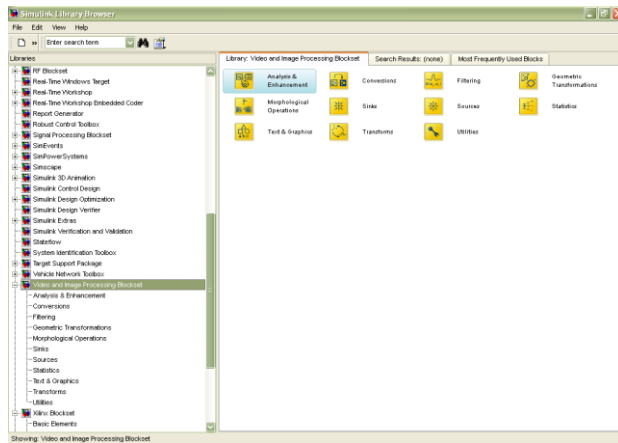 Simulink Library Browser
File Edit View Help
» Enter search term
Libraries
RF Blockset
Real-Time Windows Target
Real-Time Workshop
Real-Time Workshop Embedded Coder
Report Generator
Robust Control Toolbox
Signal Processing Blockset
SimEvents
SimPowerSystems
Simscape
Simulink 3D Animation
Simulink Control Design
Simulink Design Optimization
Simulink Design Verifier
Simulink Extras
Simulink Verification and Validation
Stateflow
System Identification Toolbox
Target Support Package
Vehicle Network Toolbox
Video and Image Processing Blockset
Analysis & Enhancement
Conversions
Filtering
Geometric Transformations
Morphological Operations
Sinks
Sources
Statistics
Text & Graphics
Transforms
Utilities
Xilinx Blockset
Basic Elements
Library: Video and Image Processing Blockset Search Results: (none) Most Frequently Used Blocks
Analysis &
Enhancement
Conversions
Filtering
Geometric
Transformations
Morphological
Operations
Sinks
Sources
Statistics
Text & Graphics
Transforms
Utilities
Showing: Video and Image Processing Blockset